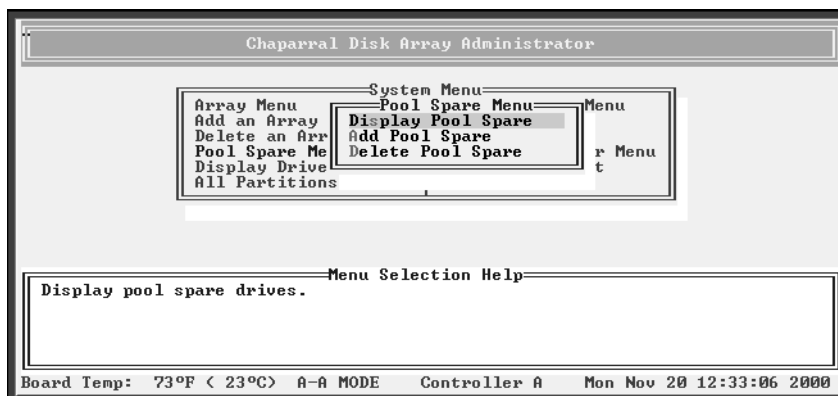 Chaparral Disk Array Administrator
System Menu
Array Menu Pool Spare Menu Menu
Add an Array Display Pool Spare
Delete an Arr Add Pool Spare
Pool Spare Me Delete Pool Spare r Menu
Display Drive t
All Partitions
Menu Selection Help
Display pool spare drives.
Board Temp: 73ºF ( 23ºC) A-A MODE Controller A Mon Nov 20 12:33:06 2000